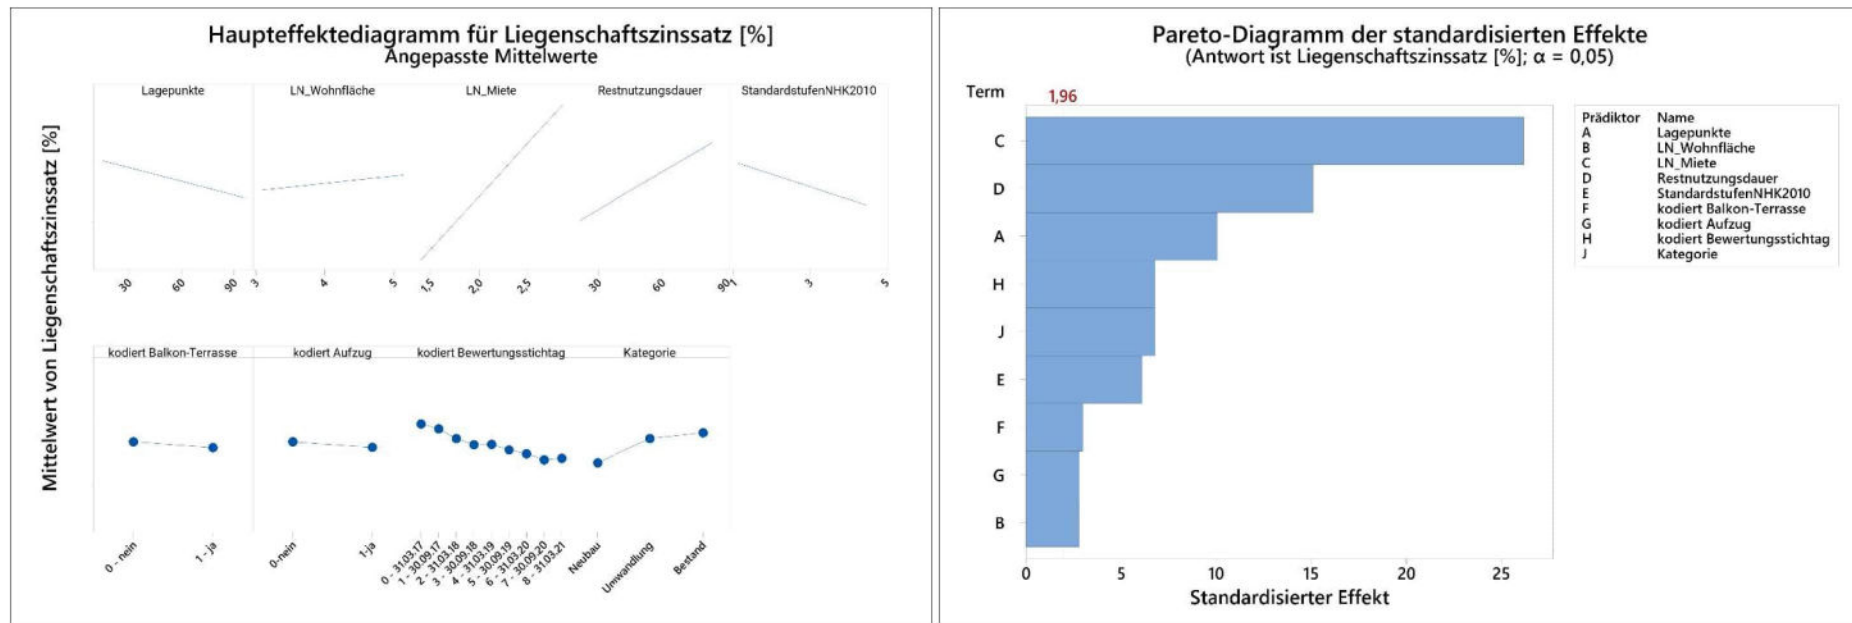 Haupteffektediagramm für Liegenschaftszinssatz [%]
Angepasste Mittelwerte
Mittelwert von Liegenschaftszinssatz [%]
Lagepunkte LN_Wohnfläche LN_Miete Restnutzungsdauer StandardstufenNHK2010
30 60 90 3 4 5 1,5 2,0 2,5 30 60 90 1 3 5
kodiert Balkon-Terrasse kodiert Aufzug kodiert Bewertungsstichtag Kategorie
0 - nein
1 - ja
0-nein
1-ja
0 - 31.03.17
1 - 30.09.17
2 - 31.03.18
3 - 30.09.18
4 - 31.03.19
5 - 30.09.19
6 - 31.03.20
7 - 30.09.20
8 - 31.03.21
Neubau
Umwandlung
Bestand
Pareto-Diagramm der standardisierten Effekte
(Antwort ist Liegenschaftszinssatz [%]; α = 0,05)
Term
1,96
C
D
A
H
J
E
F
G
B
0 5 10 15 20 25
Standardisierter Effekt
Prädiktor Name
A Lagepunkte
B LN_Wohnfläche
C LN_Miete
D Restnutzungsdauer
E StandardstufenNHK2010
F kodiert Balkon-Terrasse
G kodiert Aufzug
H kodiert Bewertungsstichtag
J Kategorie